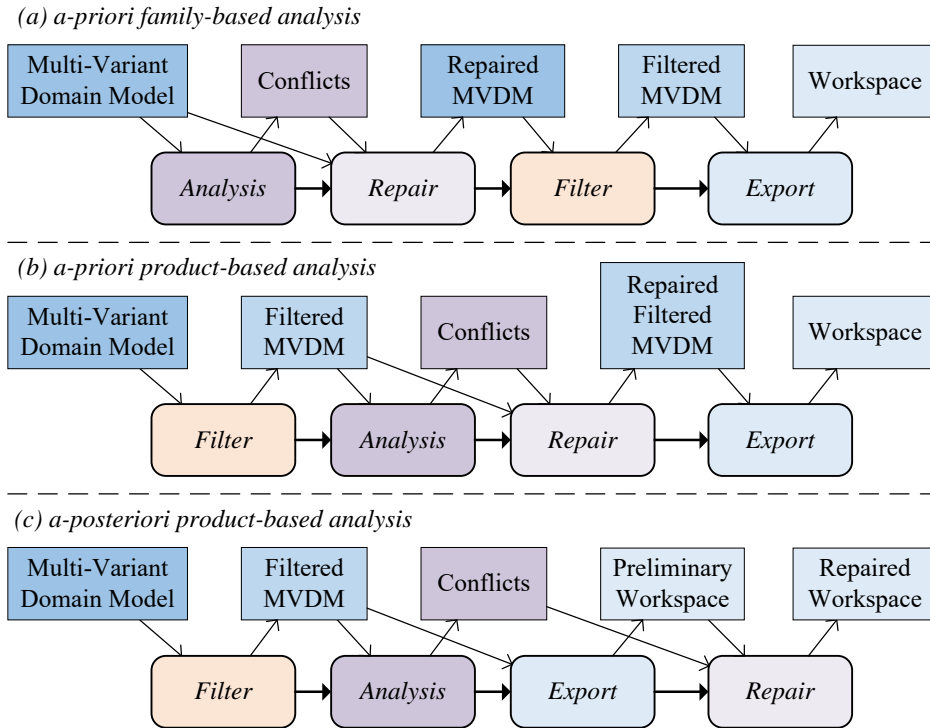 (a) a-priori family-based analysis
Multi-Variant
Domain Model
Conflicts
Repaired
MVDM
Filtered
MVDM
Workspace
Analysis
Repair
Filter
Export
(b) a-priori product-based analysis
Multi-Variant
Domain Model
Filtered
MVDM
Conflicts
Repaired
Filtered
MVDM
Workspace
Filter
Analysis
Repair
Export
(c) a-posteriori product-based analysis
Multi-Variant
Domain Model
Filtered
MVDM
Conflicts
Preliminary
Workspace
Repaired
Workspace
Filter
Analysis
Export
Repair